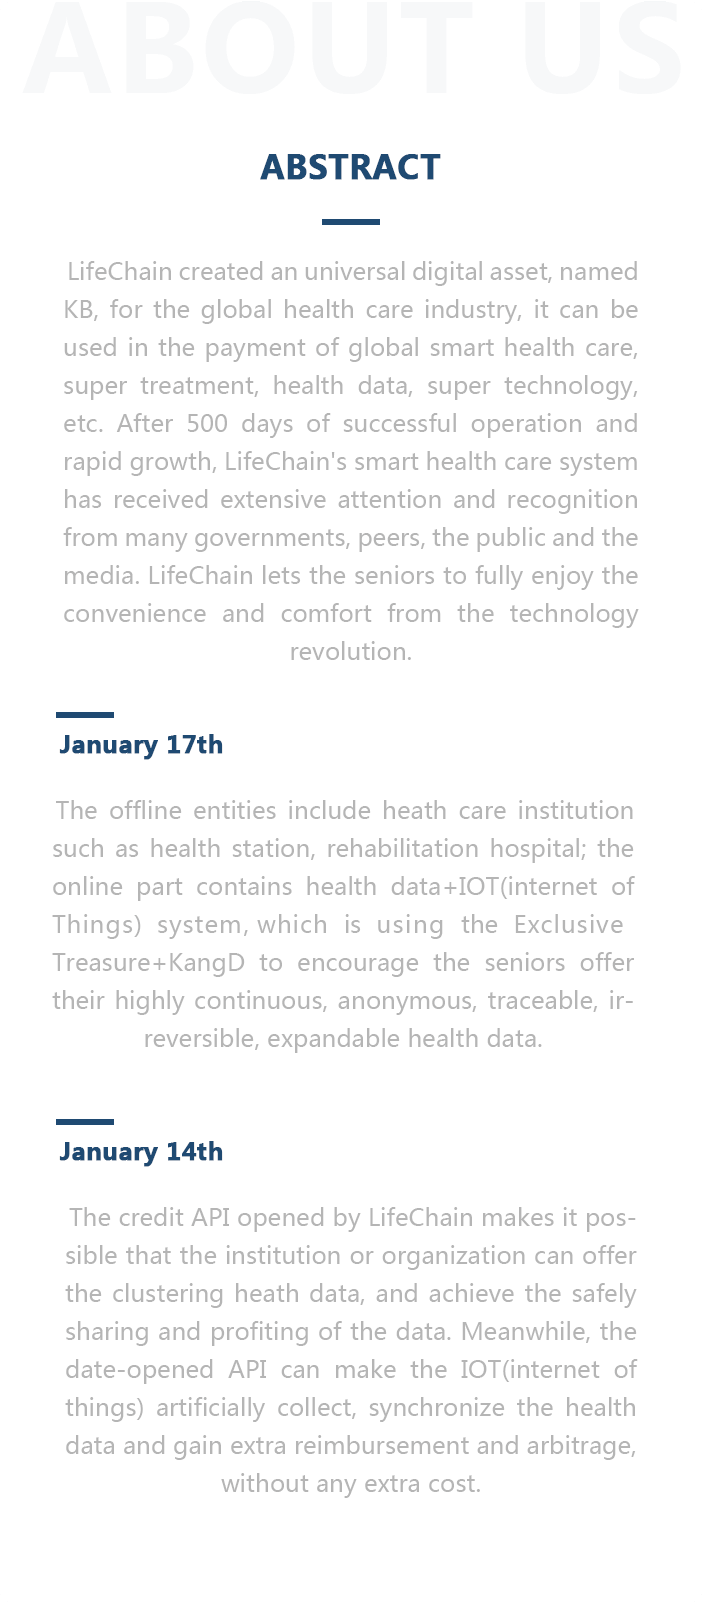 ABOUT US
ABSTRACT
LifeChain created an universal digital asset, named
KB, for the global health care industry, it can be
used in the payment of global smart health care,
super treatment, health data, super technology,
etc. After 500 days of successful operation and
rapid growth, LifeChain's smart health care system
has received extensive attention and recognition
from many governments, peers, the public and the
media. LifeChain lets the seniors to fully enjoy the
convenience and comfort from the technology
revolution.
January 17th
The offline entities include heath care institution
such as health station, rehabilitation hospital; the
online part contains health data+IOT(internet of
Things) system, which is using the Exclusive
Treasure+KangD to encourage the seniors offer
their highly continuous, anonymous, traceable, ir-
reversible, expandable health data.
January 14th
The credit API opened by LifeChain makes it pos-
sible that the institution or organization can offer
the clustering heath data, and achieve the safely
sharing and profiting of the data. Meanwhile, the
date-opened API can make the IOT(internet of
things) artificially collect, synchronize the health
data and gain extra reimbursement and arbitrage,
without any extra cost.